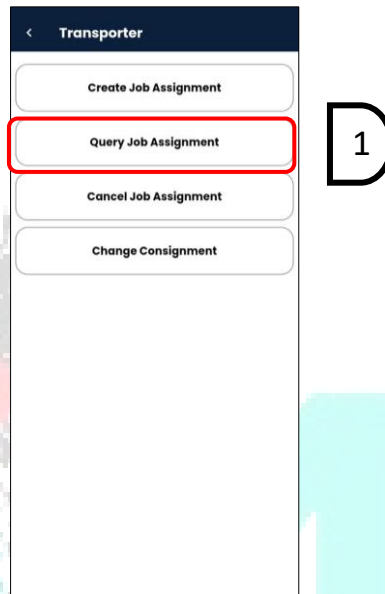 < Transporter
Create Job Assignment
Query Job Assignment
1
Cancel Job Assignment
Change Consignment